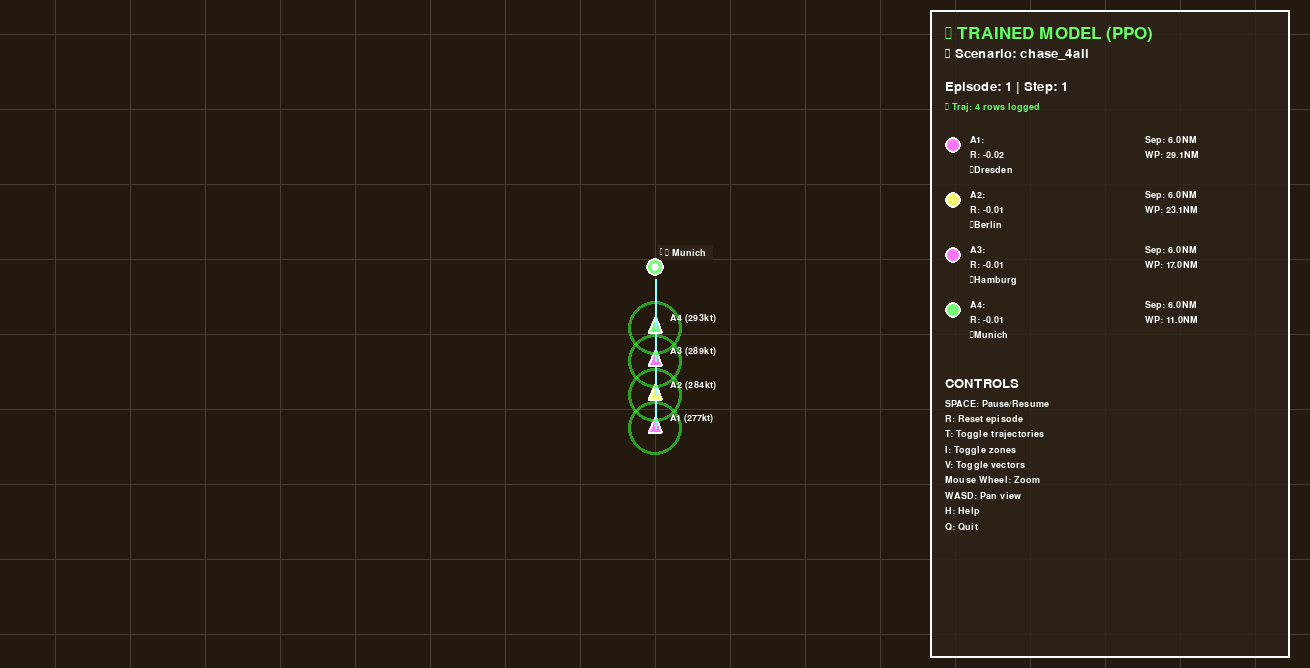 Munich
A4 (293kt)
A3 (289kt)
A2 (284kt)
A1 (277kt)
TRAINED MODEL (PPO)
Scenario: chase_4all
Episode: 1 | Step: 1
Traj: 4 rows logged
A1:
Sep: 6.0NM
R: -0.02
WP: 29.1NM
Dresden
A2:
Sep: 6.0NM
R: -0.01
WP: 23.1NM
Berlin
A3:
Sep: 6.0NM
R: -0.01
WP: 17.0NM
Hamburg
A4:
Sep: 6.0NM
R: -0.01
WP: 11.0NM
Munich
CONTROLS
SPACE: Pause/Resume
R: Reset episode
T: Toggle trajectories
I: Toggle zones
V: Toggle vectors
Mouse Wheel: Zoom
WASD: Pan view
H: Help
Q: Quit